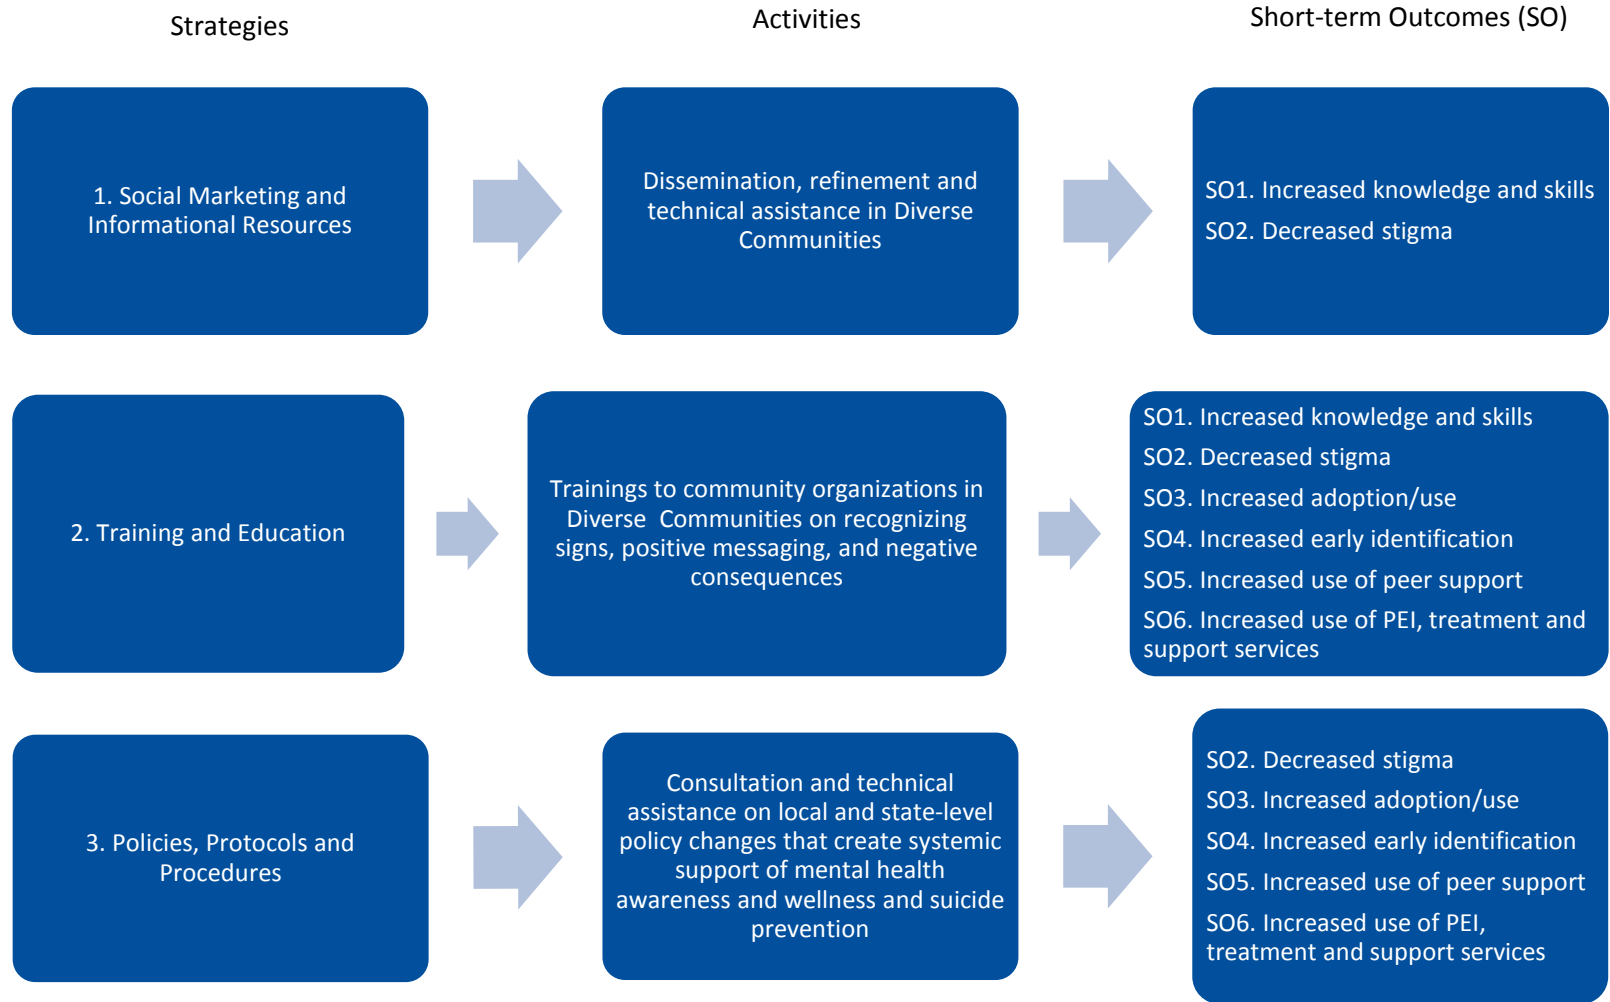 Strategies
Activities
Short-term Outcomes (SO)
1. Social Marketing and
Informational Resources
Dissemination, refinement and
technical assistance in Diverse
Communities
SO1. Increased knowledge and skills
SO2. Decreased stigma
2. Training and Education
Trainings to community organizations in
Diverse  Communities on recognizing
signs, positive messaging, and negative
consequences
SO1. Increased knowledge and skills
SO2. Decreased stigma
SO3. Increased adoption/use
SO4. Increased early identification
SO5. Increased use of peer support
SO6. Increased use of PEI, treatment and
support services
3. Policies, Protocols and
Procedures
Consultation and technical
assistance on local and state-level
policy changes that create systemic
support of mental health
awareness and wellness and suicide
prevention
SO2. Decreased stigma
SO3. Increased adoption/use
SO4. Increased early identification
SO5. Increased use of peer support
SO6. Increased use of PEI,
treatment and support services